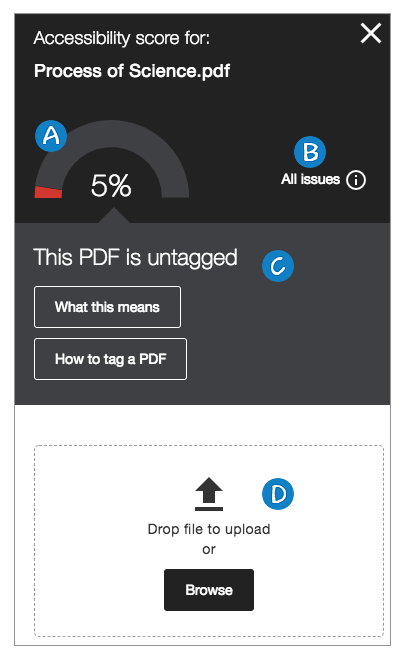 Accessibility score for:
Process of Science.pdf
A
B
5%
All issues
This PDF is untagged
C
What this means
How to tag a PDF
D
Drop file to upload
or
Browse